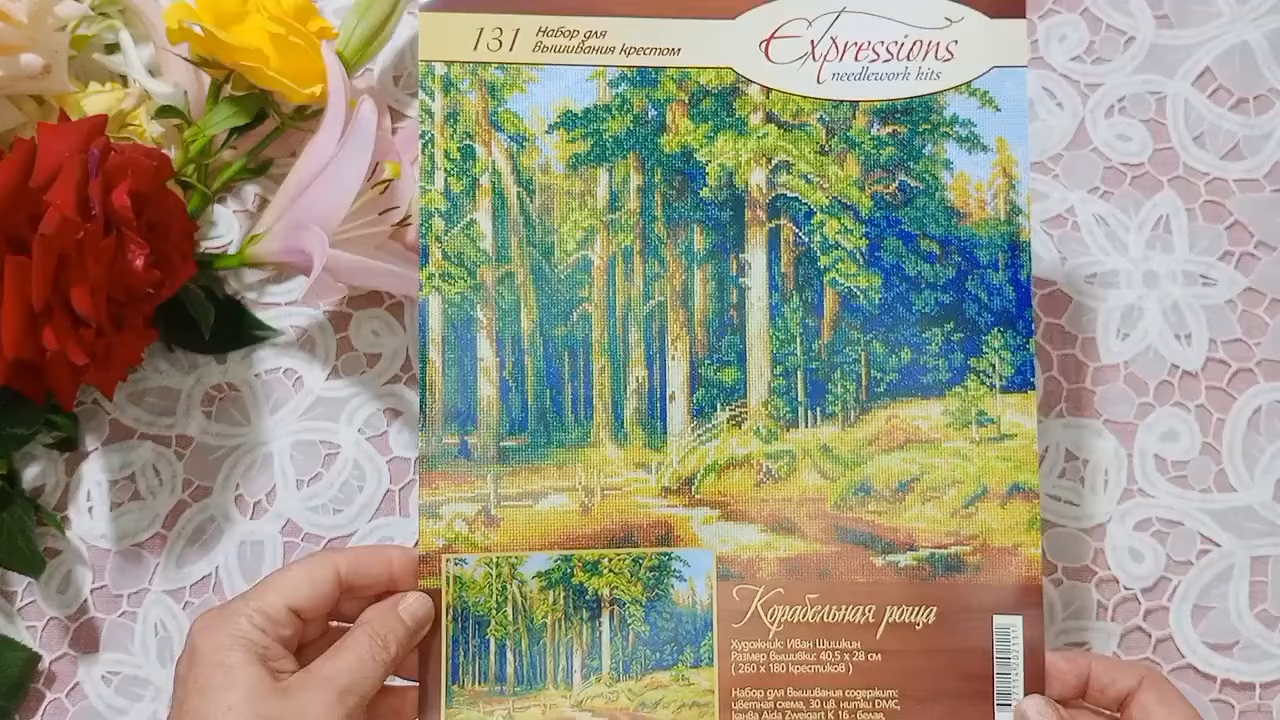 131 Набор для
вышивания крестом
Expressions
needlework kits
Корабельная роща
Художник: Иван Шишкин
Размер вышивки: 40,5 х 28 см
( 260 х 180 крестиков )
Набор для вышивания содержит:
цветная схема, 30 цв. нитки DMC,
канва Aida Zweigart K 16 - белая,